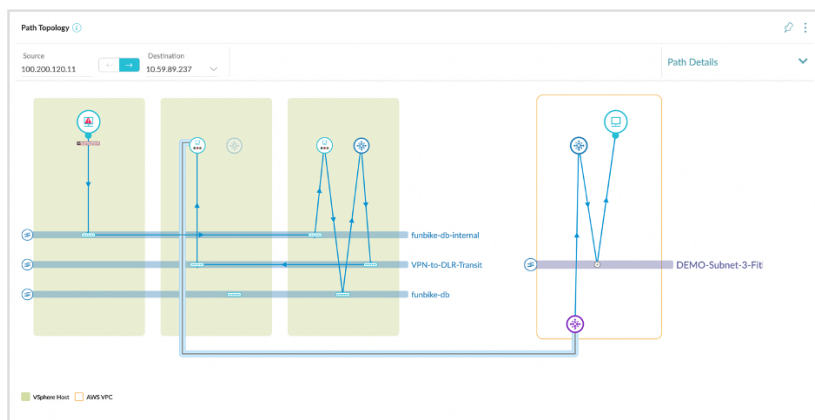 Path Topology
Source
Destination
100.200.120.11
10.59.89.237
Path Details
funbike-db-internal
VPN-to-DLR-Transit
DEMO-Subnet-3-Fitl
funbike-db
VSphere Host
AWS VPC